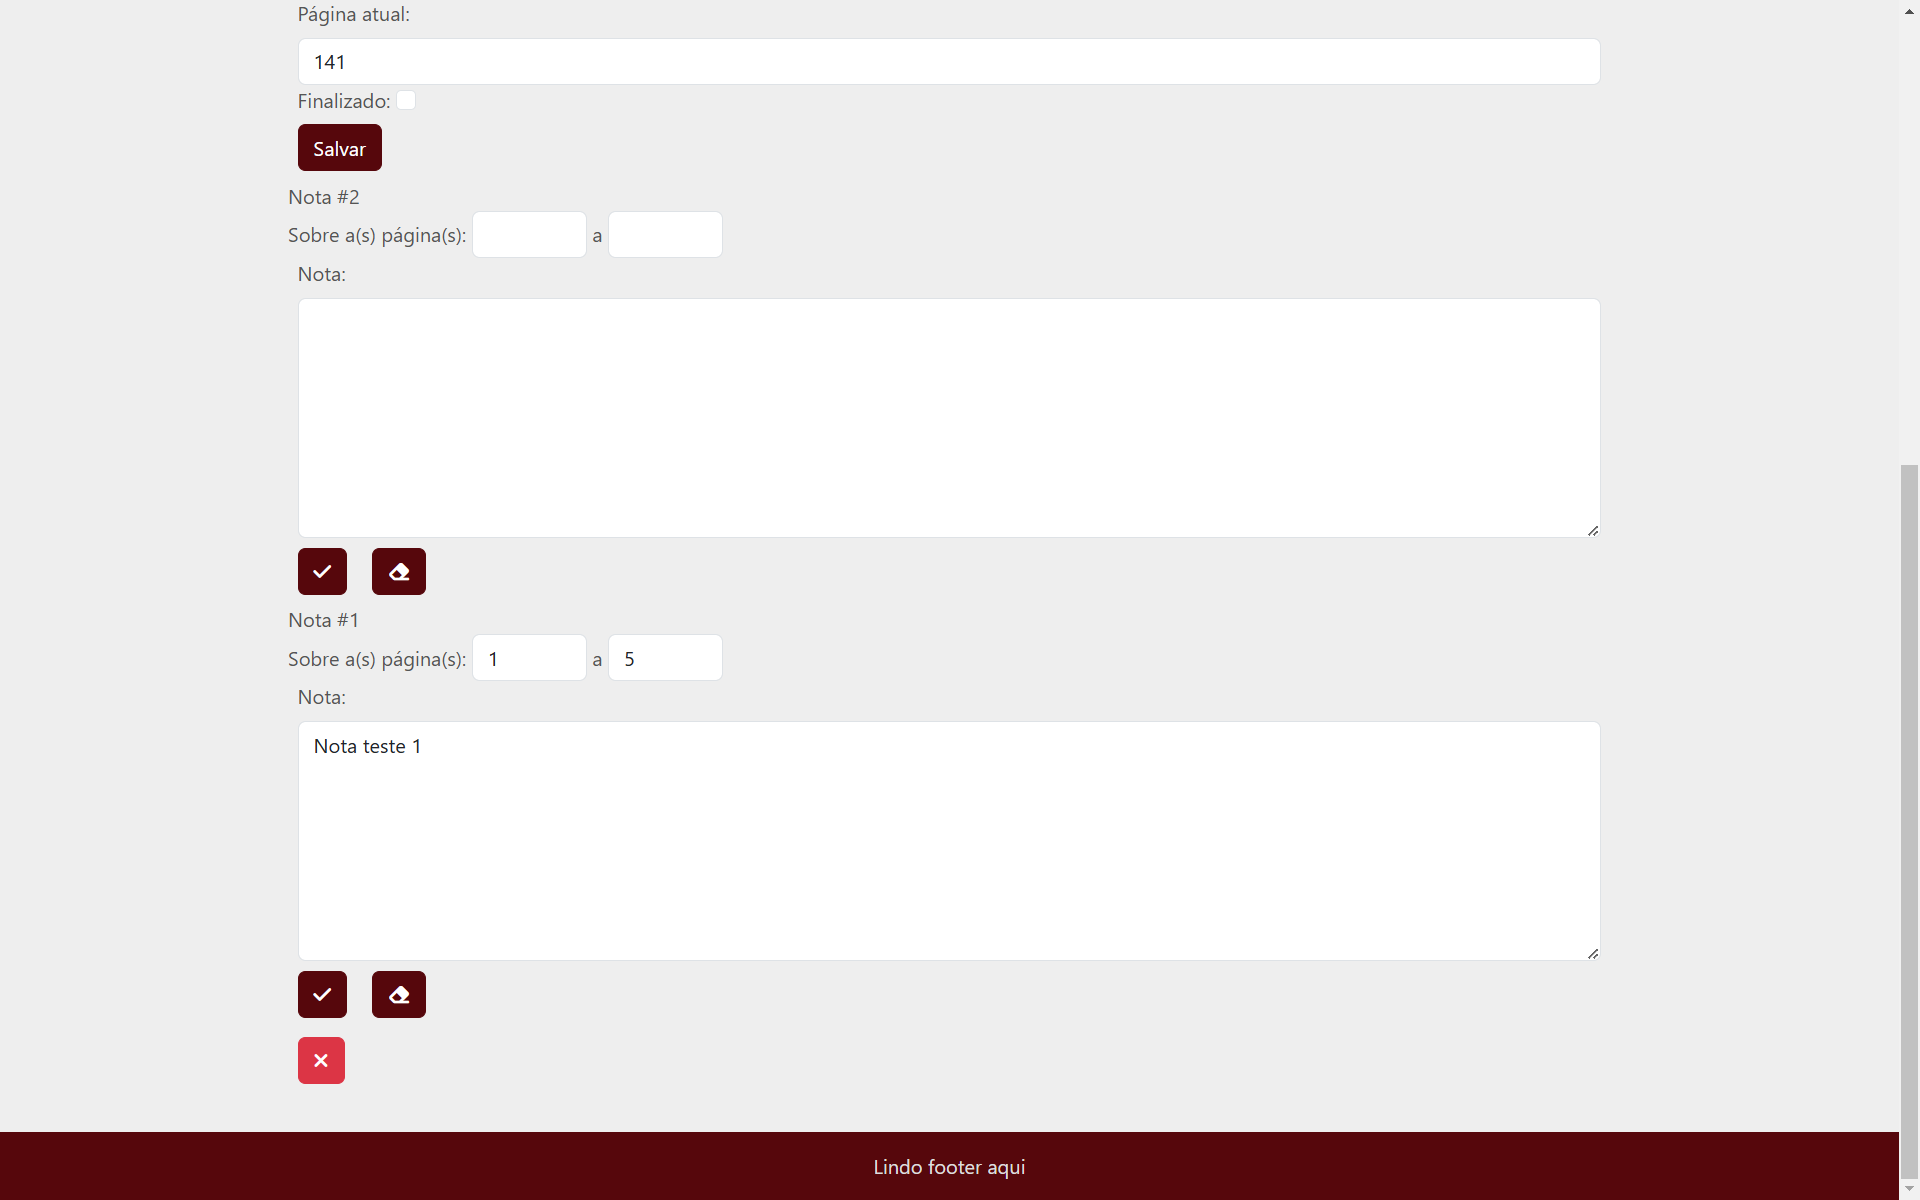 Página atual:
141
Finalizado:
Salvar
Nota #2
Sobre a(s) página(s): a
Nota:
Nota #1
Sobre a(s) página(s): 1 a 5
Nota:
Nota teste 1
Lindo footer aqui